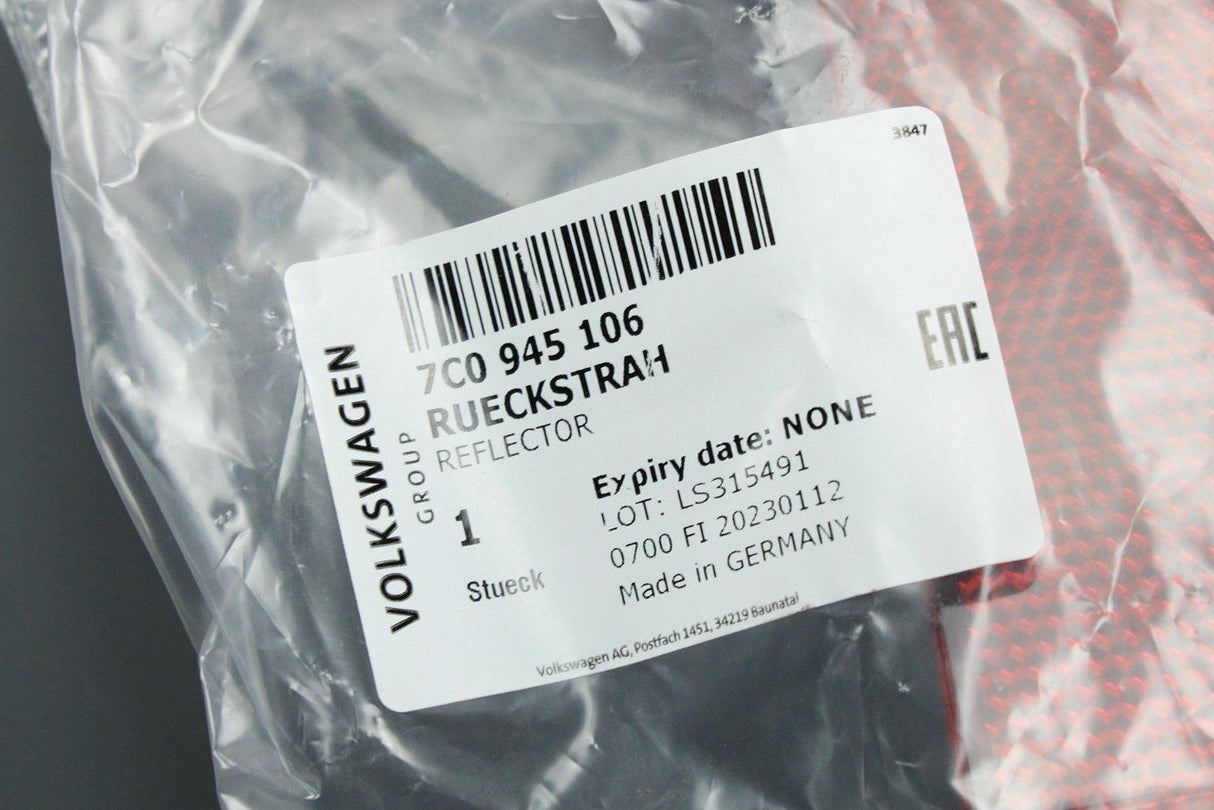 3847
VOLKSWAGEN
GROUP
7C0 945 106
RUECKSTRAH
REFLECTOR
1
Stueck
Expiry date: NONE
LOT: LS315491
0700 FI 20230112
Made in GERMANY
EAC
Volkswagen AG, Postfach 1451, 34219 Baunatal